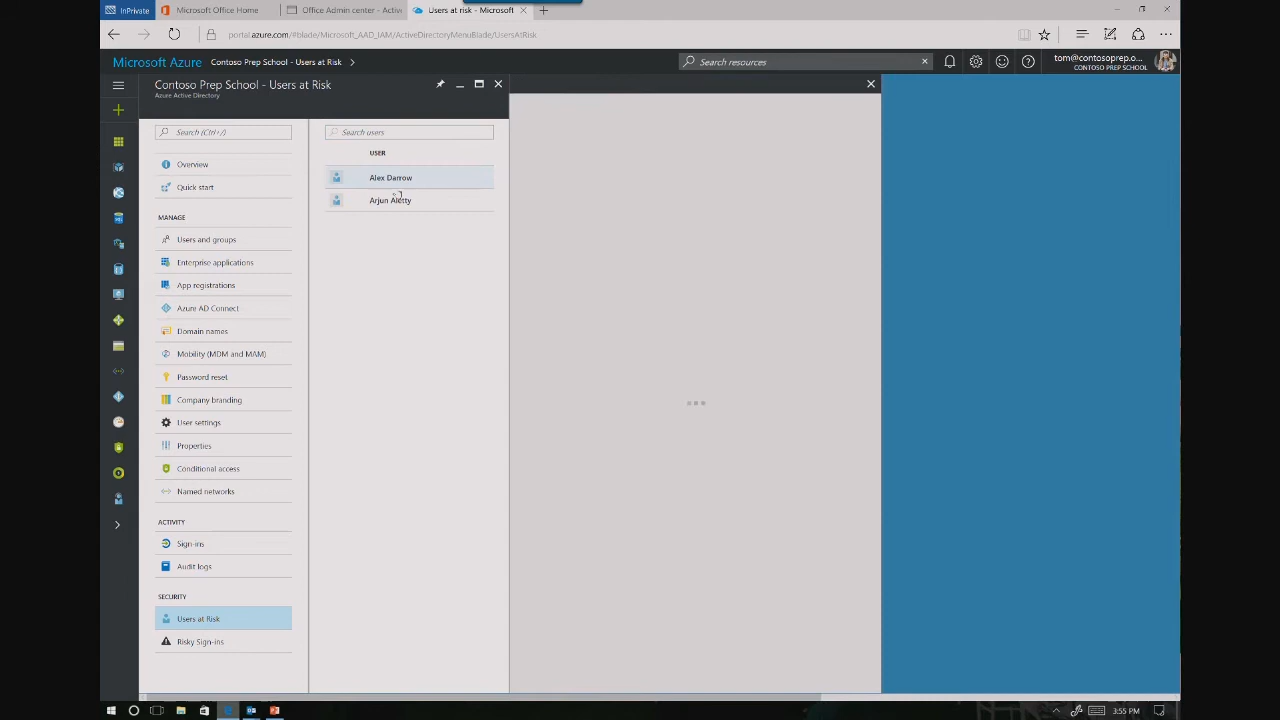 InPrivate
Microsoft Office Home
Office Admin center - Active
Users at risk - Microsoft
portal.azure.com/#blade/Microsoft_AAD_IAM/ActiveDirectoryMenuBlade/UsersAtRisk
Microsoft Azure
Contoso Prep School - Users at Risk
Search resources
tom@contosoprep.o...
CONTOSO PREP SCHOOL
Contoso Prep School - Users at Risk
Azure Active Directory
Search (Ctrl+/)
Search users
Overview
Quick start
USER
Alex Darrow
Arjun Aletty
MANAGE
Users and groups
Enterprise applications
App registrations
Azure AD Connect
Domain names
Mobility (MDM and MAM)
Password reset
Company branding
User settings
Properties
Conditional access
Named networks
ACTIVITY
Sign-ins
Audit logs
SECURITY
Users at Risk
Risky Sign-ins
3:55 PM